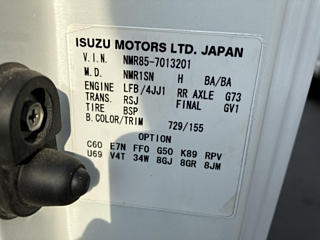 ISUZU MOTORS LTD. JAPAN
V.I.N. NMR85-7013201
M.D. NMR1SN H BA/BA
ENGINE LFB/4JJ1 RR AXLE G73
TRANS. RSJ FINAL GV1
TIRE BSP
B.COLOR/TRIM 729/155
OPTION
C60 E7N FF0 G50 K89 RPV
U69 V4T 34W 8GJ 8GR 8JM